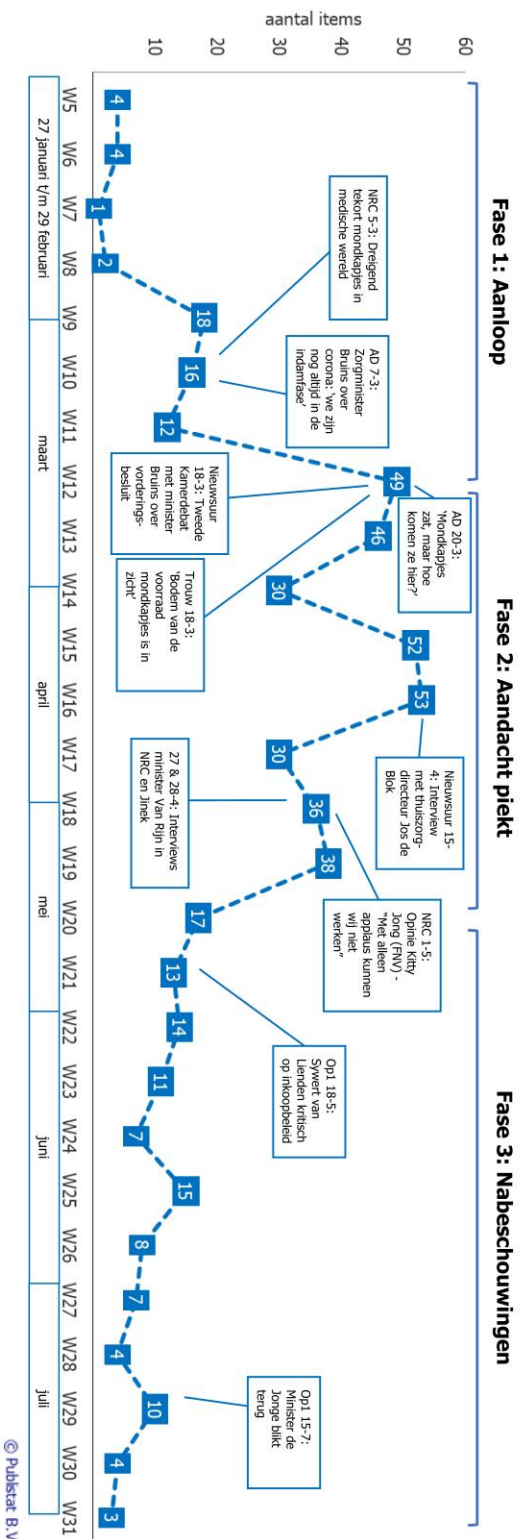 Fase 1: Aanloop
Fase 2: Aandacht piekt
Fase 3: Nabeschouwingen
aantal items
60
50
40
30
20
10
NRC 5-3: Dreigend
tekort mondkapjes in
medische wereld
AD 7-3:
Zorgminister
Bruins over
corona: 'we zijn
nog altijd in de
indamfase'
Nieuwsuur
18-3: Tweede
Kamerdebat
met minister
Bruins over
vorderings-
besluit
AD 20-3:
'Mondkapjes
zat, maar hoe
komen ze hier?'
Trouw 18-3:
'Bodem van de
voorraad
mondkapjes is in
zicht'
Nieuwsuur 15-
4: Interview
met thuiszorg-
directeur Jos de
Blok
27 & 28-4: Interviews
minister Van Rijn in
NRC en Jinek
NRC 1-5:
Opinie Kitty
Jong (FNV) -
"Met alleen
applaus kunnen
wij niet
werken"
Op1 18-5:
Sywert van
Lienden kritisch
op inkoopbeleid
Op1 15-7:
Minister de
Jonge blikt
terug
4 4 1 2 18 16 12 49 46 30 52 53 30 36 38 17 13 14 11 7 15 8 7 4 10 4 3
W5 W6 W7 W8 W9 W10 W11 W12 W13 W14 W15 W16 W17 W18 W19 W20 W21 W22 W23 W24 W25 W26 W27 W28 W29 W30 W31
27 januari t/m 29 februari maart april mei juni juli
© Publistat B.V